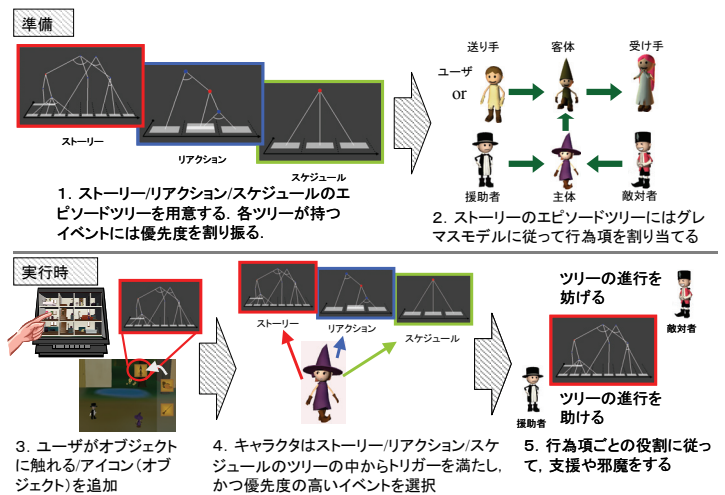 準備
ストーリー
リアクション
スケジュール
1．ストーリー/リアクション/スケジュールのエ
ピソードツリーを用意する．各ツリーが持つ
イベントには優先度を割り振る．
送り手
客体
受け手
ユーザ
or
援助者
主体
敵対者
2．ストーリーのエピソードツリーにはグレ
マスモデルに従って行為項を割り当てる
実行時
3．ユーザがオブジェクト
に触れる/アイコン（オブ
ジェクト）を追加
ストーリー
リアクション
スケジュール
4．キャラクタはストーリー/リアクション/スケ
ジュールのツリーの中からトリガーを満たし，
かつ優先度の高いイベントを選択
ツリーの進行を
妨げる
敵対者
ツリーの進行を
助ける
援助者
5．行為項ごとの役割に従っ
て，支援や邪魔をする